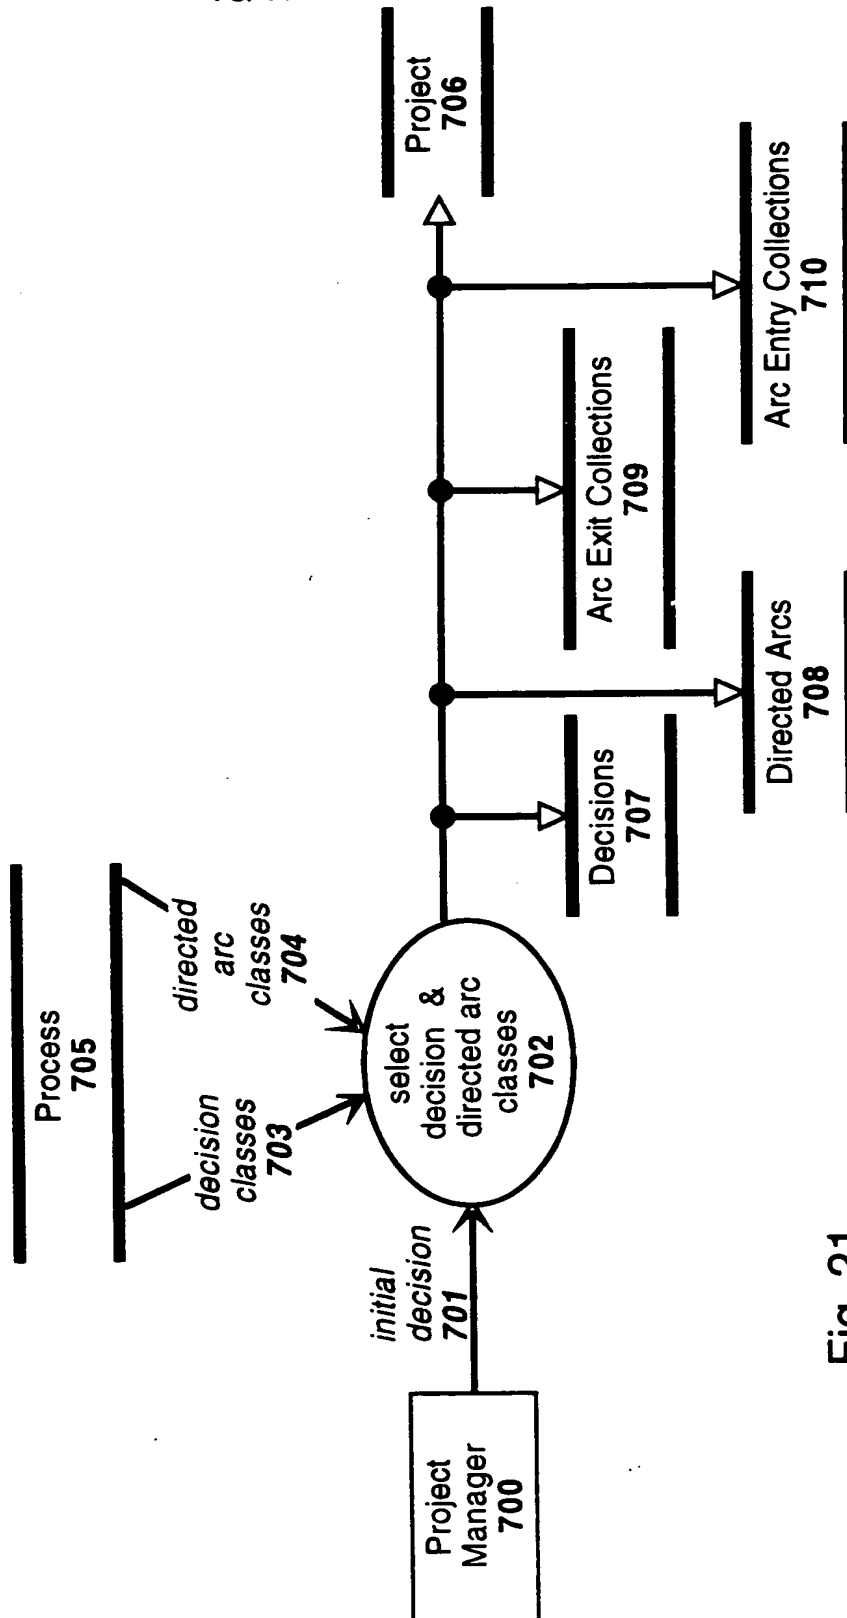 Process
705
decision
classes
703
directed
arc
classes
704
Project
Manager
700
initial
decision
701
select
decision &
directed arc
classes
702
Project
706
Decisions
707
Directed Arcs
708
Arc Exit Collections
709
Arc Entry Collections
710
Fig. 21